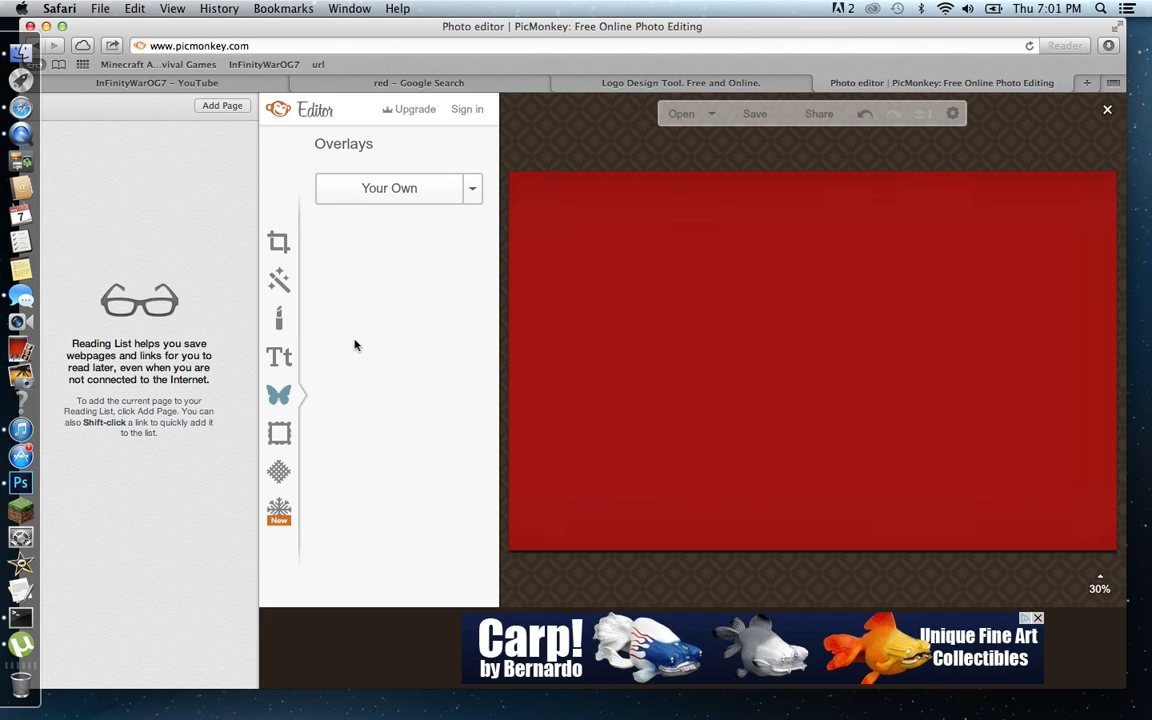 Safari File Edit View History Bookmarks Window Help
2 Thu 7:01 PM
Photo editor | PicMonkey: Free Online Photo Editing
www.picmonkey.com
Reader
Minecraft A...vival Games InFinityWarOG7 url
InFinityWarOG7 - YouTube
red - Google Search
Logo Design Tool. Free and Online.
Photo editor | PicMonkey: Free Online Photo Editing
Add Page
Editor
Upgrade Sign in
Open Save Share
Overlays
Your Own
7
Tt
New
Ps
Reading List helps you save
webpages and links for you to
read later, even when you are
not connected to the Internet.
To add the current page to your
Reading List, click Add Page. You can
also Shift-click a link to quickly add it
to the list.
30%
Carp!
by Bernardo
Unique Fine Art
Collectibles